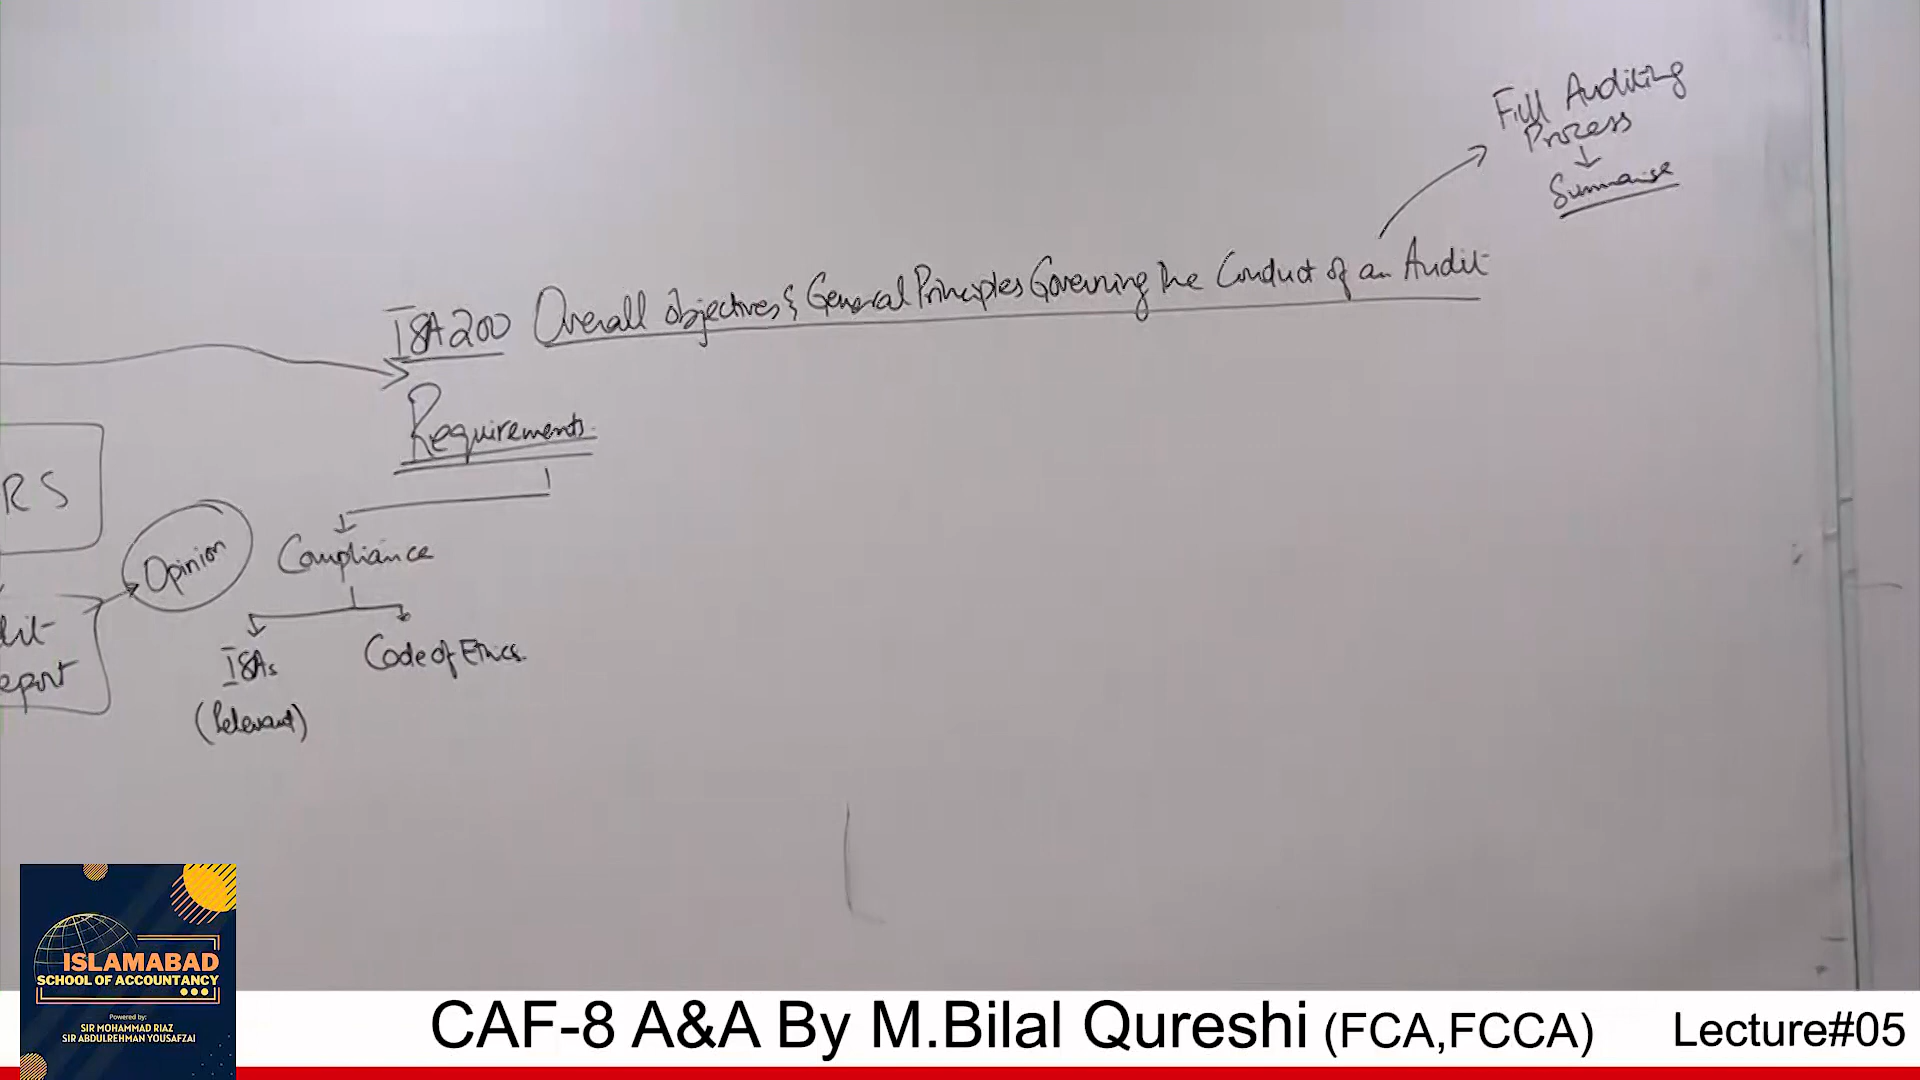 Full Auditing
Process
Summarise
ISA 200 Overall Objectives & General Principles Governing the Conduct of an Audit
Requirements
RS
Opinion
Compliance
dit
eport
ISAs
Code of Ethics
(Relevant)
ISLAMABAD
SCHOOL OF ACCOUNTANCY
Powered by:
SIR MOHAMMAD RIAZ
SIR ABDULREHMAN YOUSAFZAI
CAF-8 A&A By M.Bilal Qureshi (FCA,FCCA) Lecture#05